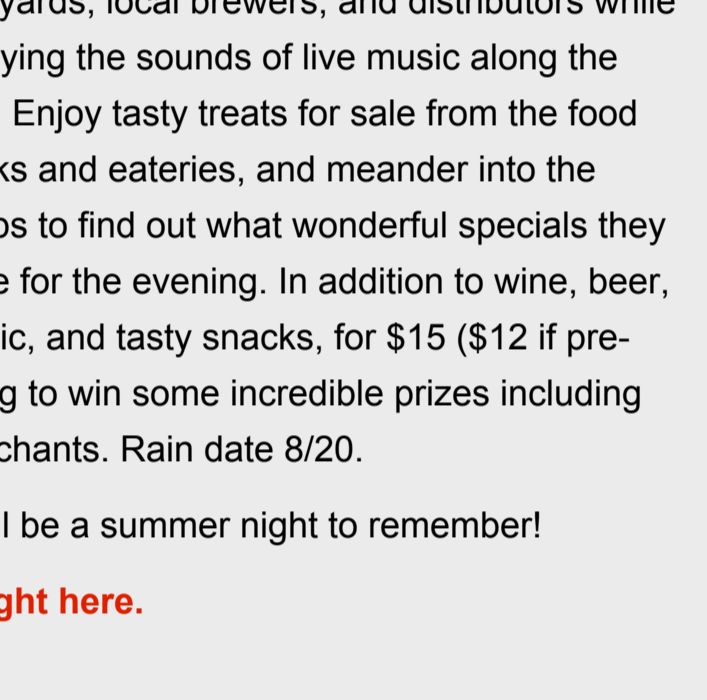 yards, local brewers, and distributors while
ying the sounds of live music along the
Enjoy tasty treats for sale from the food
ks and eateries, and meander into the
os to find out what wonderful specials they
e for the evening. In addition to wine, beer,
ic, and tasty snacks, for $15 ($12 if pre-
g to win some incredible prizes including
chants. Rain date 8/20.
l be a summer night to remember!
ght here.